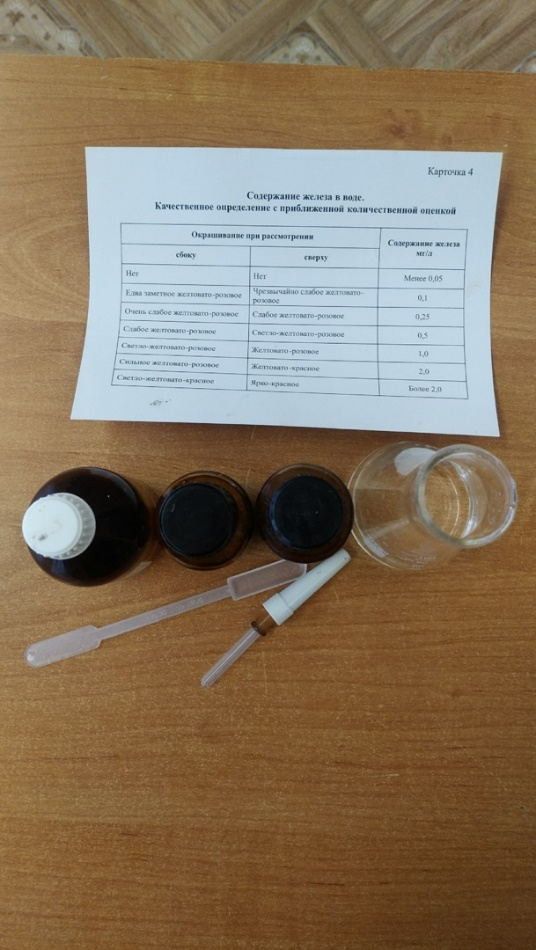 Карточка 4
Содержание железа в воде.
Качественное определение с приближенной количественной оценкой
Окрашивание при рассмотрении
Содержание железа
мг/л
сбоку
сверху
Нет
Нет
Менее 0,05
Едва заметное желтовато-розовое
Чрезвычайно слабое желтовато-
розовое
0,1
Очень слабое желтовато-розовое
Слабое желтовато-розовое
0,25
Слабое желтовато-розовое
Светло-желтовато-розовое
0,5
Светло-желтовато-розовое
Желтовато-розовое
1,0
Сильное желтовато-розовое
Желтовато-красное
2,0
Светло-желтовато-красное
Ярко-красное
Более 2,0